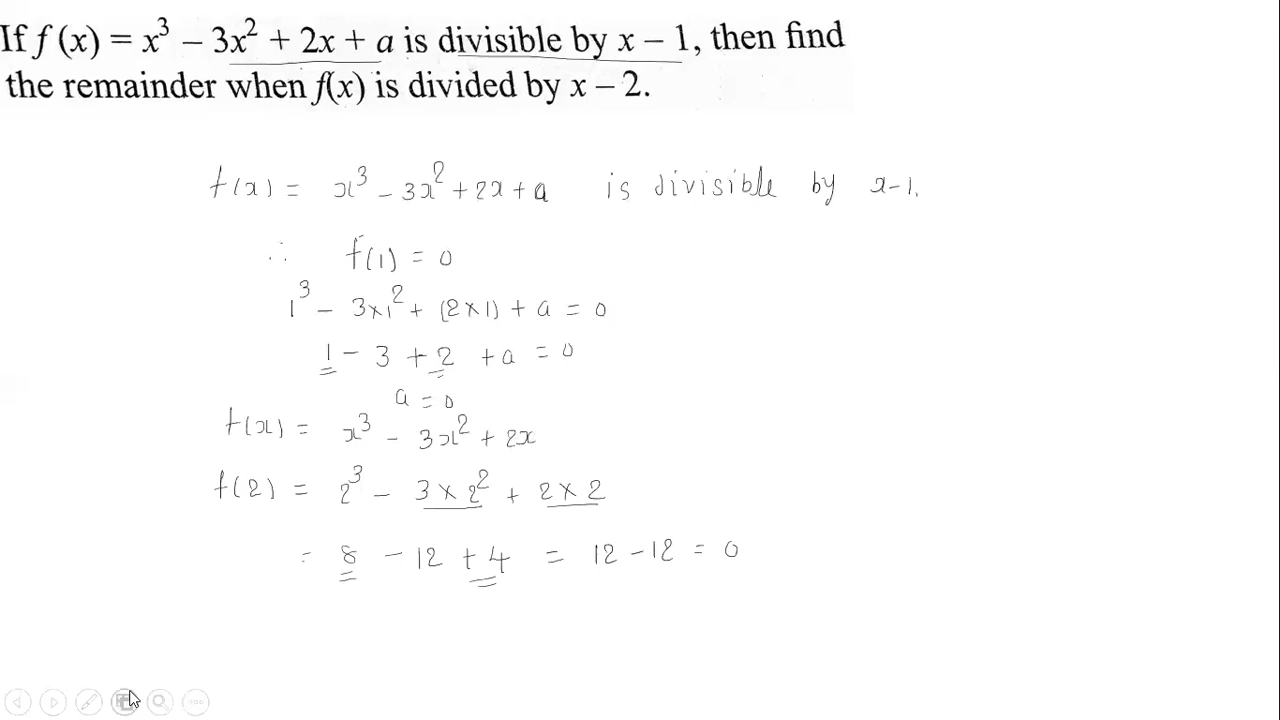 If f (x) = x³ – 3x² + 2x + a is divisible by x – 1, then find
the remainder when f(x) is divided by x – 2.
f(x) = x³ – 3x² + 2x + a is divisible by x-1.
∴ f(1) = 0
1³ – 3×1² + (2×1) + a = 0
1 – 3 + 2 + a = 0
a = 0
f(x) = x³ – 3x² + 2x
f(2) = 2³ – 3 × 2² + 2 × 2
= 8 – 12 + 4 = 12 – 12 = 0